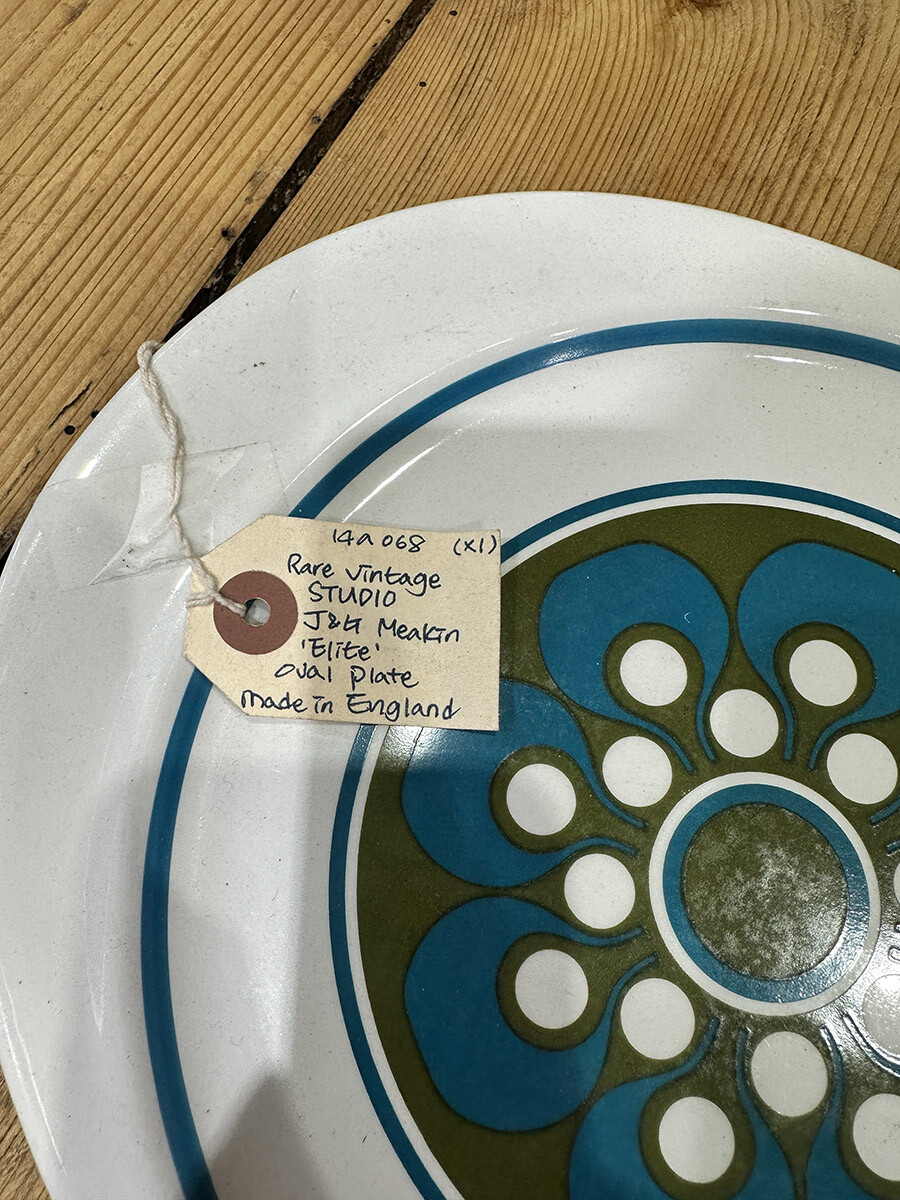 14a 068 (x1)
Rare vintage
STUDIO
J&G Meakin
'Elite'
oval plate
made in England